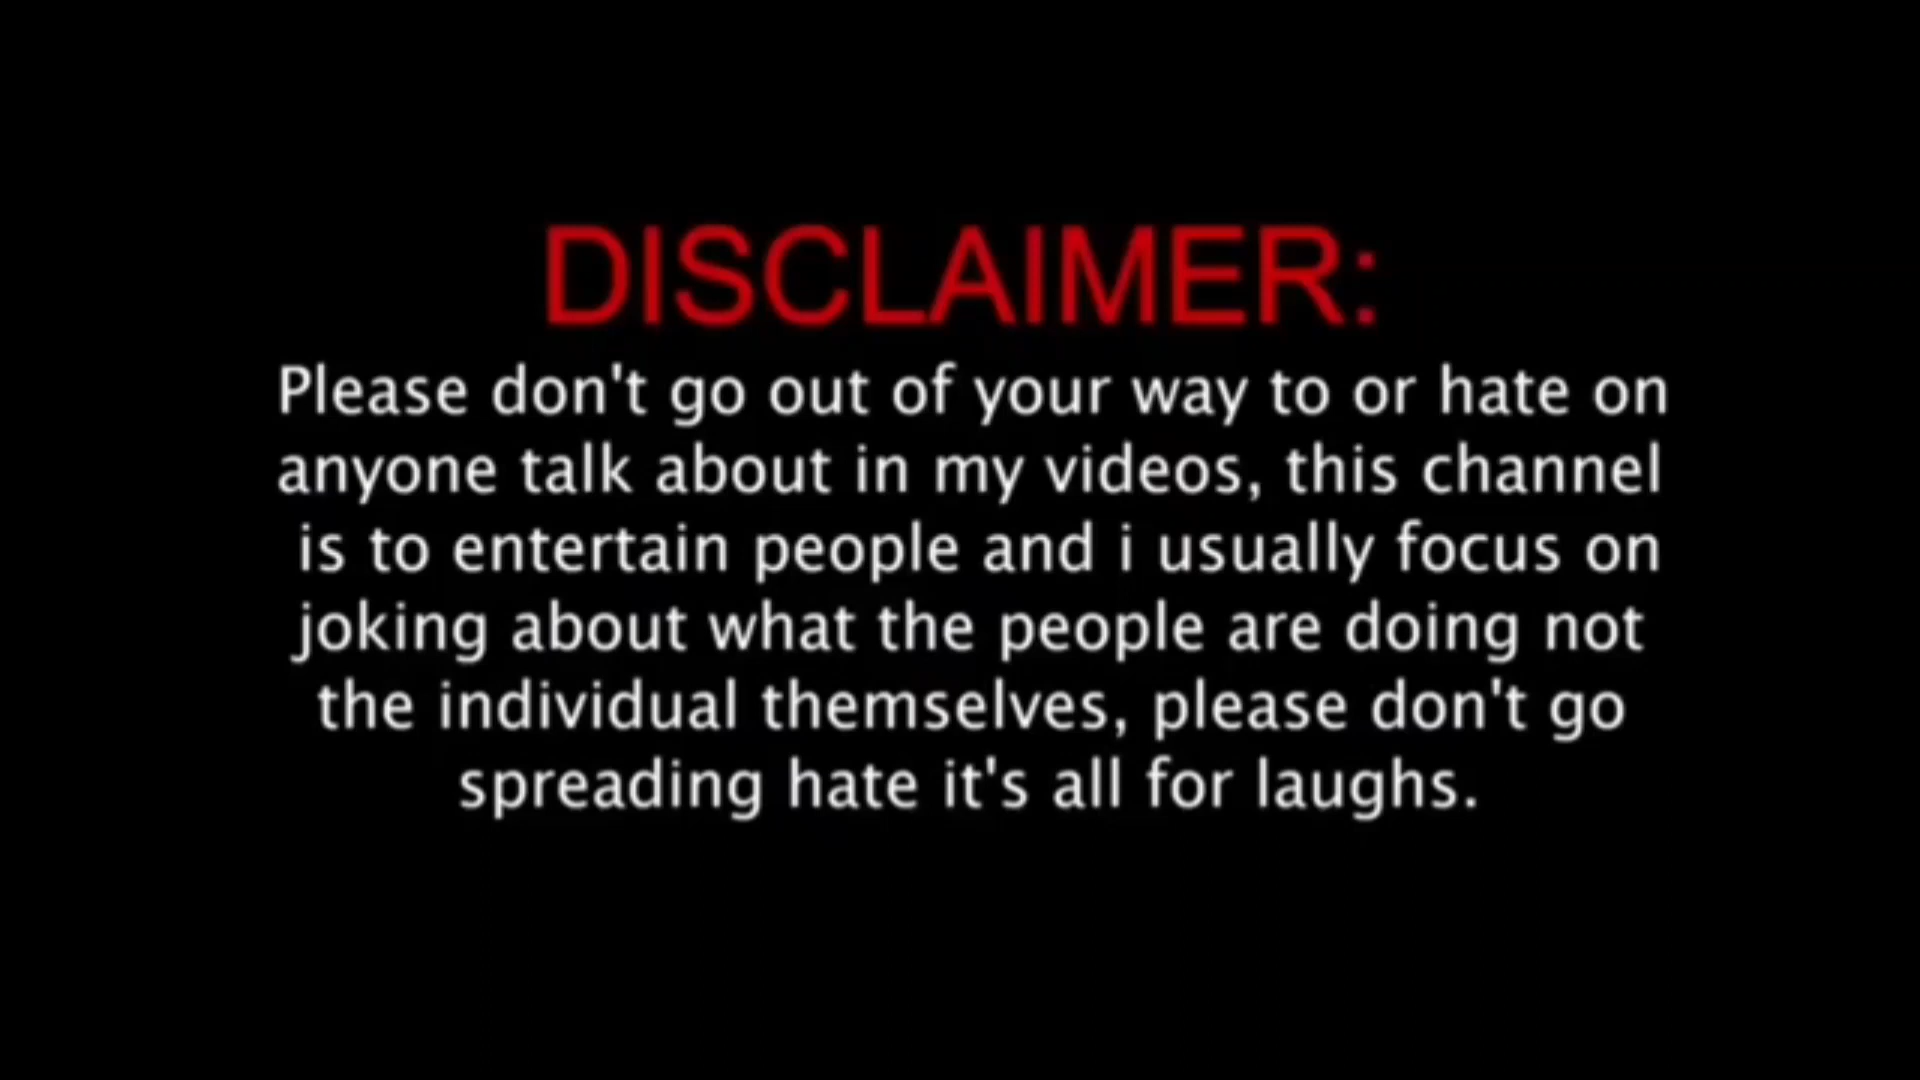 DISCLAIMER:
Please don't go out of your way to or hate on
anyone talk about in my videos, this channel
is to entertain people and i usually focus on
joking about what the people are doing not
the individual themselves, please don't go
spreading hate it's all for laughs.